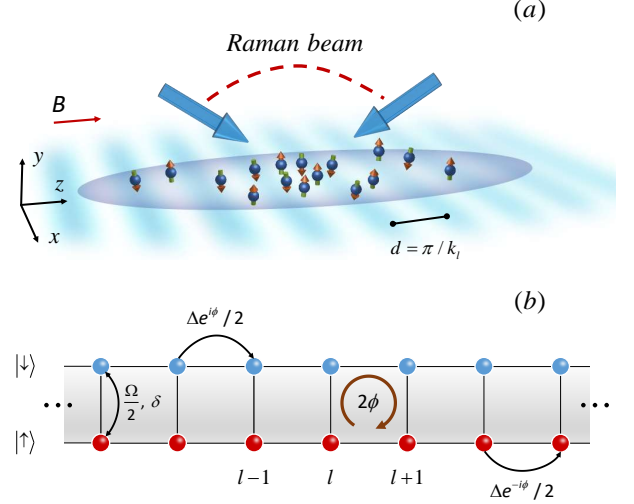 (a)
Raman beam
B
y
z
x
d = π / k_l
(b)
Δe^{iϕ} / 2
|↓⟩
Ω/2, δ
2ϕ
... ...
|↑⟩
l − 1 l l + 1
Δe^{−iϕ} / 2